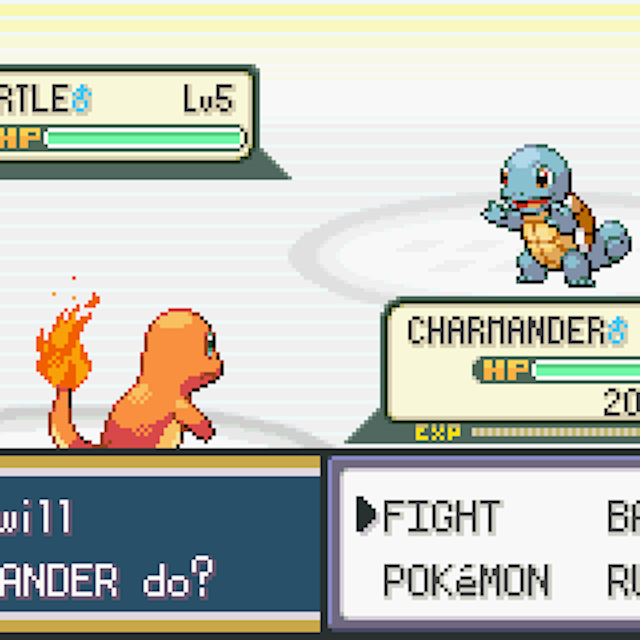 RTLE♂ Lv5
HP
CHARMANDER♂
HP
20
EXP
will
ANDER do?
FIGHT BA
POKéMON RU